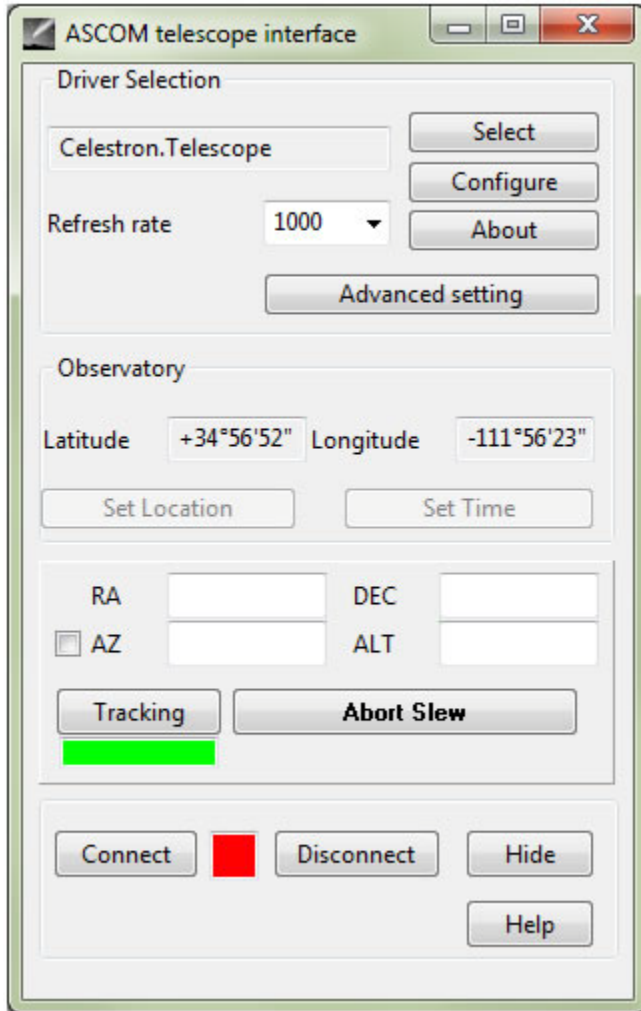 ASCOM telescope interface
Driver Selection
Celestron.Telescope
Select
Configure
Refresh rate 1000
About
Advanced setting
Observatory
Latitude +34°56'52" Longitude -111°56'23"
Set Location Set Time
RA DEC
AZ ALT
Tracking Abort Slew
Connect Disconnect Hide
Help